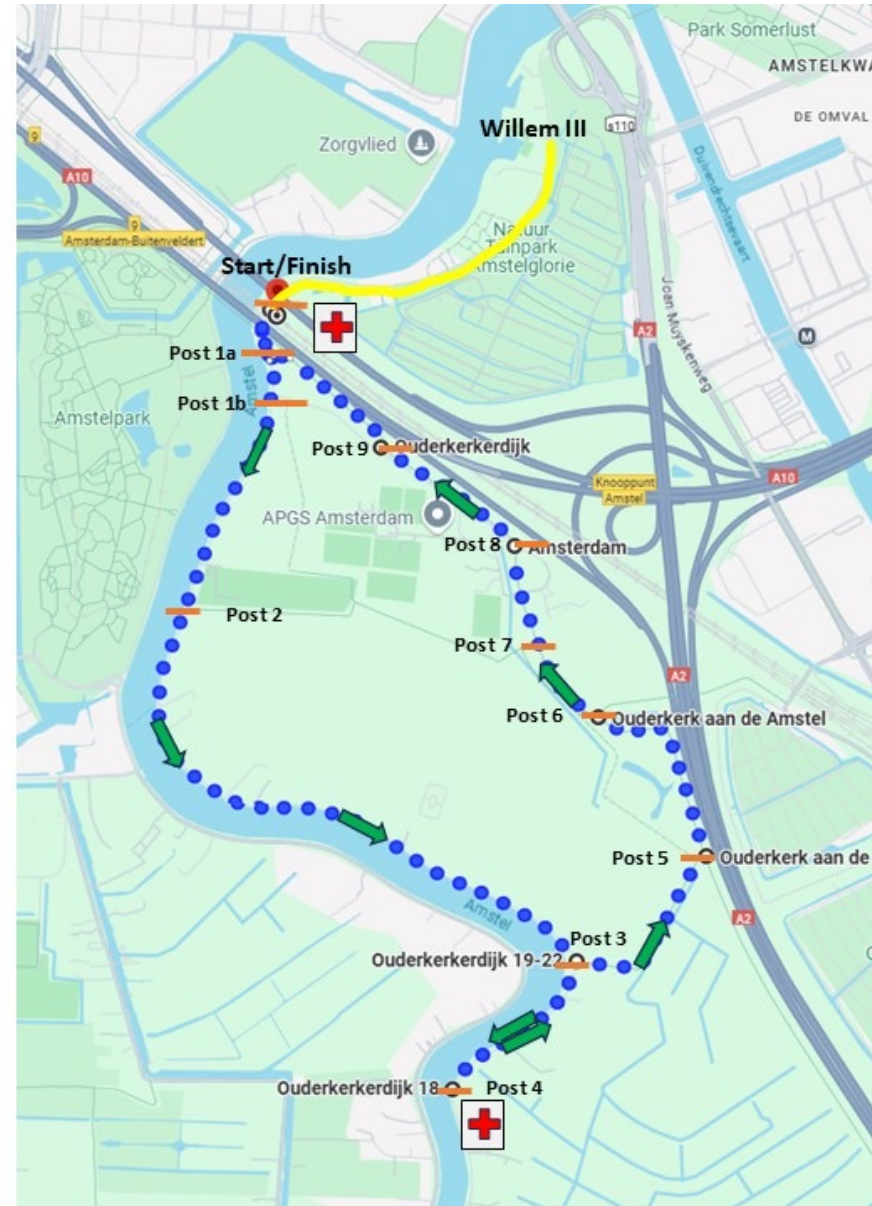 Park Somerlust
AMSTELKWA
DE OMVAL
Willem III
s110
Zorgvlied
9
A10
9
Amsterdam-Buitenveldert
Duivendrechtsevaart
Natuur
Tuinpark
Amstelglorie
Start/Finish
Joan Muyskenweg
A2
M
Post 1a
Amstel
Post 1b
Amstelpark
Post 9
Ouderkerkerdijk
A10
Knooppunt
Amstel
APGS Amsterdam
Post 8
Amsterdam
Post 2
Post 7
A2
Post 6
Ouderkerk aan de Amstel
Post 5
Ouderkerk aan de
Amstel
A2
Post 3
Ouderkerkerdijk 19-22
Ouderkerkerdijk 18
Post 4